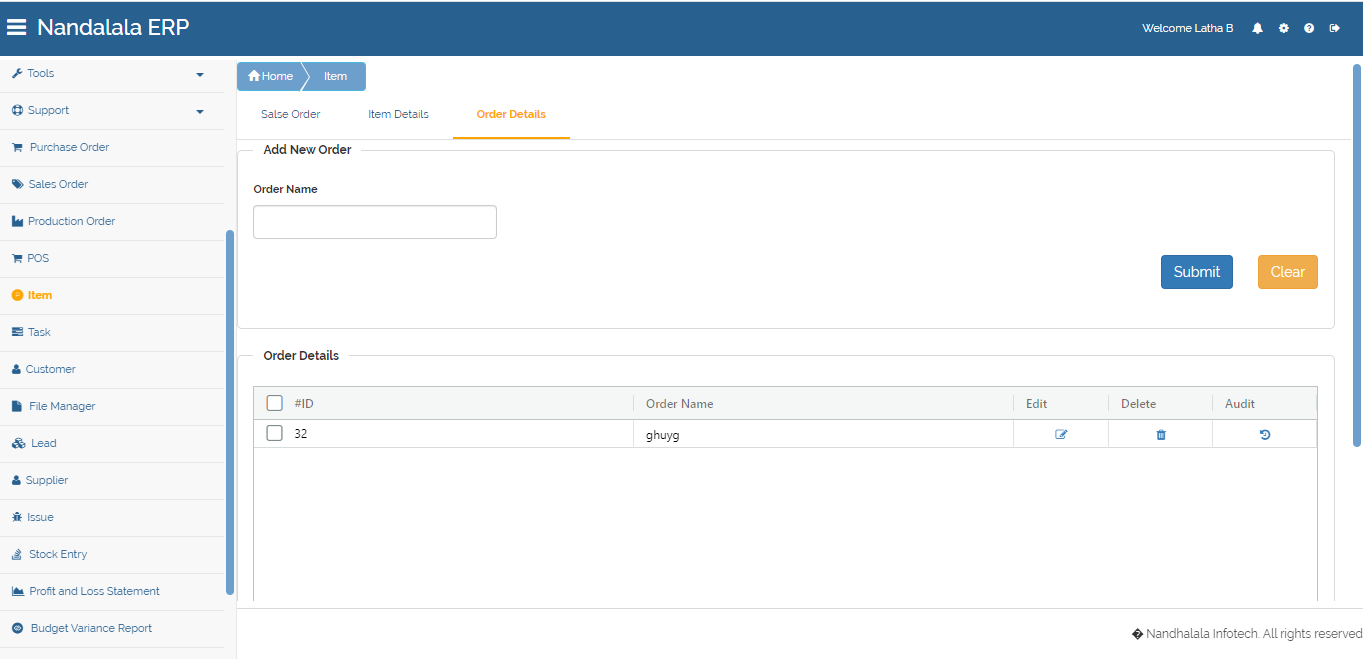 Nandalala ERP
Welcome Latha B
Tools
Support
Purchase Order
Sales Order
Production Order
POS
Item
Task
Customer
File Manager
Lead
Supplier
Issue
Stock Entry
Profit and Loss Statement
Budget Variance Report
Home Item
Salse Order Item Details Order Details
Add New Order
Order Name
Submit Clear
Order Details
#ID Order Name Edit Delete Audit
32 ghuyg
� Nandhalala Infotech. All rights reserved